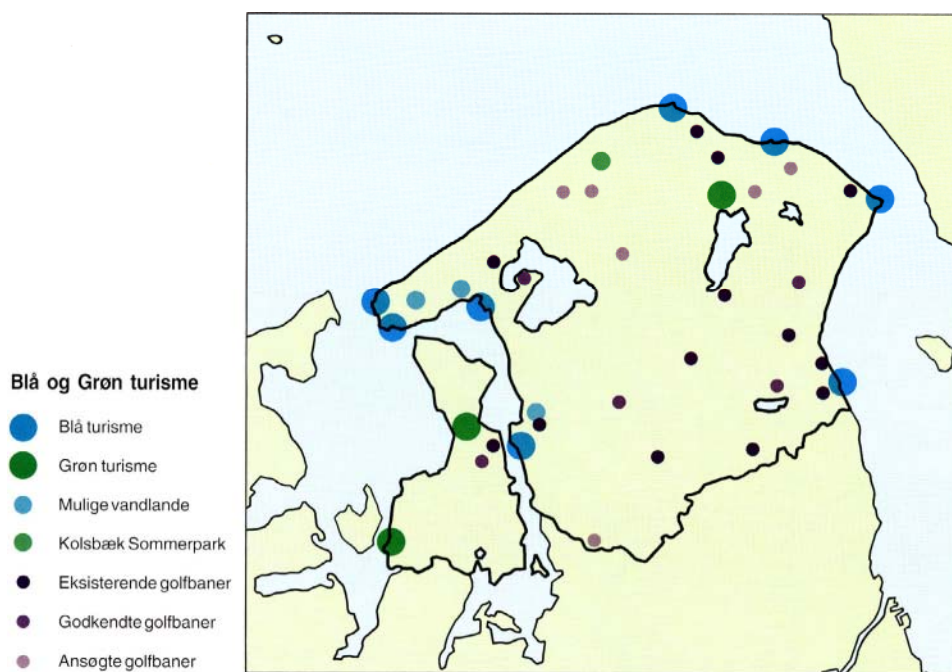 Blå og Grøn turisme
Blå turisme
Grøn turisme
Mulige vandlande
Kolsbæk Sommerpark
Eksisterende golfbaner
Godkendte golfbaner
Ansøgte golfbaner